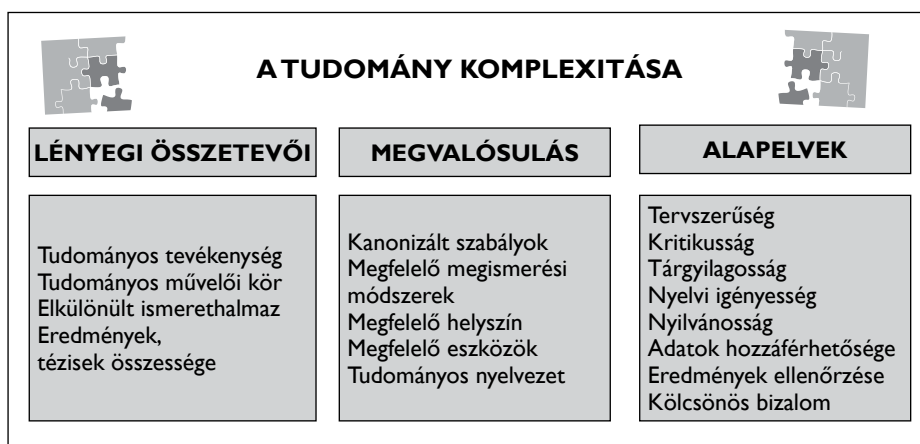 A TUDOMÁNY KOMPLEXITÁSA
LÉNYEGI ÖSSZETEVŐI
Tudományos tevékenység
Tudományos művelői kör
Elkülönült ismerethalmaz
Eredmények,
tézisek összessége
MEGVALÓSULÁS
Kanonizált szabályok
Megfelelő megismerési
módszerek
Megfelelő helyszín
Megfelelő eszközök
Tudományos nyelvezet
ALAPELVEK
Tervszerűség
Kritikusság
Tárgyilagosság
Nyelvi igényesség
Nyilvánosság
Adatok hozzáférhetősége
Eredmények ellenőrzése
Kölcsönös bizalom